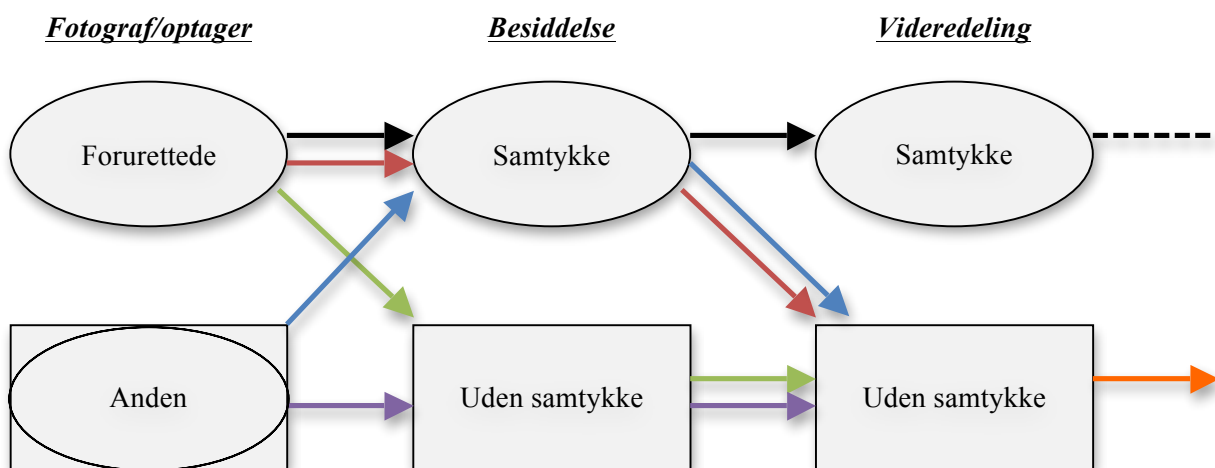 Fotograf/optager
Besiddelse
Videredeling
Forurettede
Samtykke
Samtykke
Anden
Uden samtykke
Uden samtykke